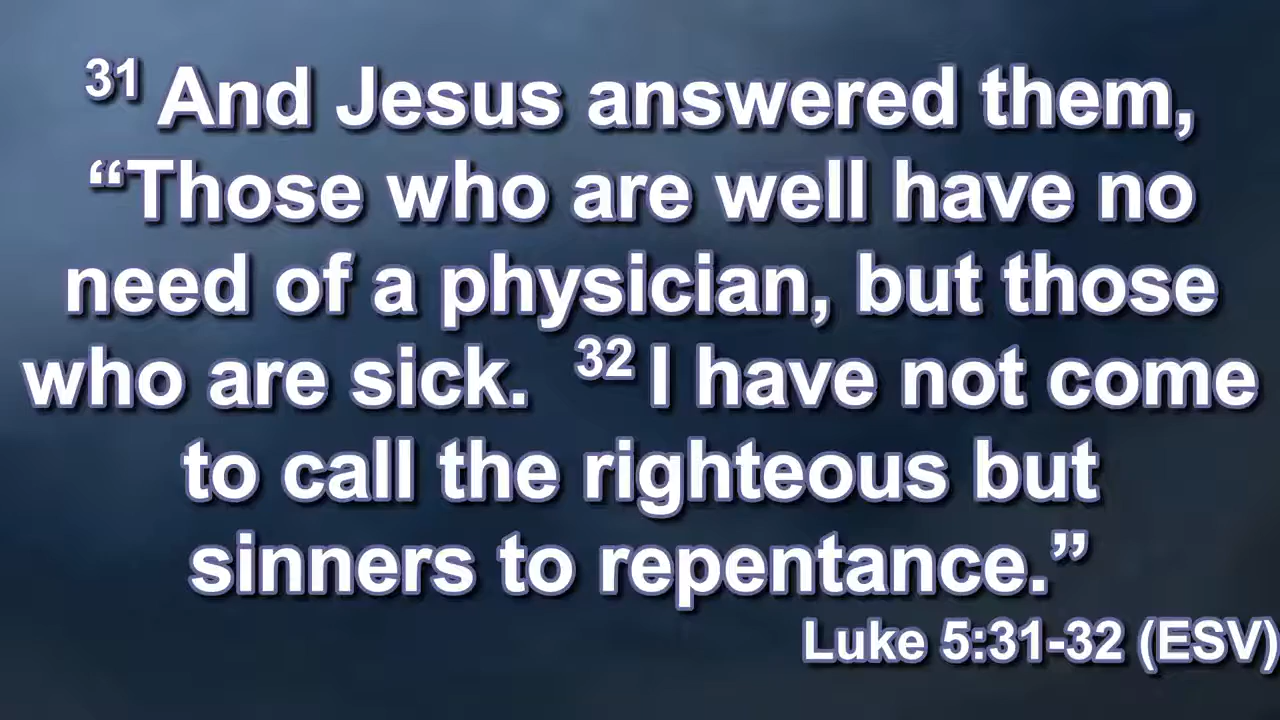 31 And Jesus answered them,
“Those who are well have no
need of a physician, but those
who are sick. 32 I have not come
to call the righteous but
sinners to repentance.”
Luke 5:31-32 (ESV)